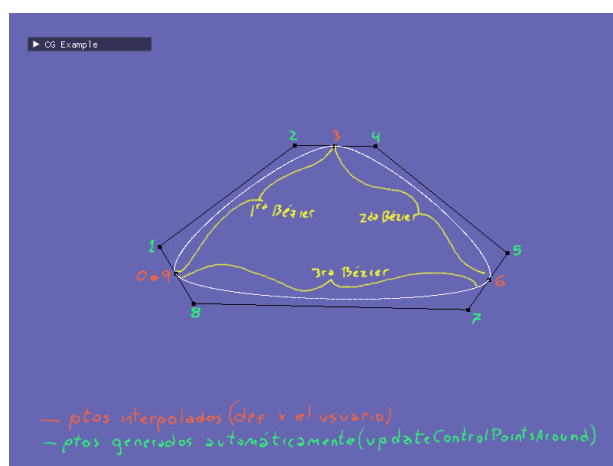 ▶ CG Example
2
3
4
1ra Bézier
2da Bézier
1
5
3ra Bézier
0 o 9
6
8
7
— ptos interpolados (def x el usuario)
— ptos generados automáticamente (updateControlPointsAround)